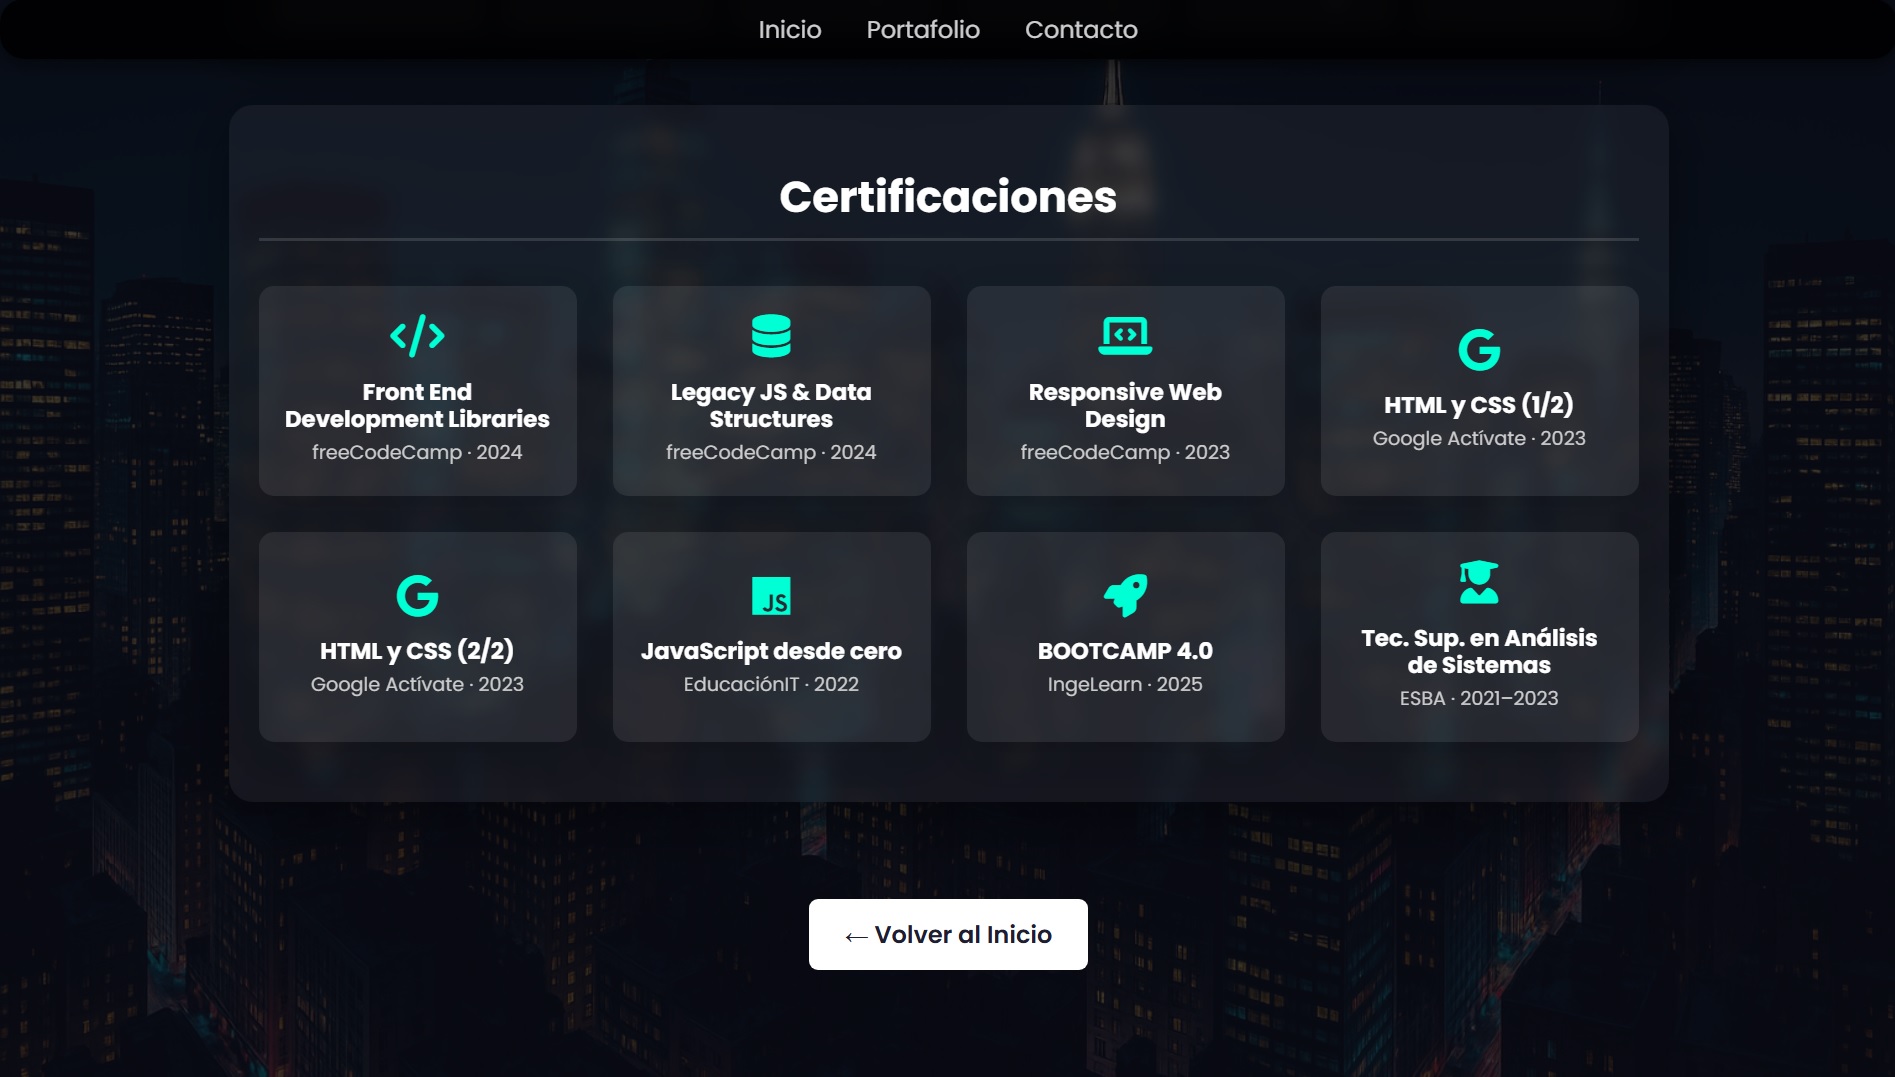 Inicio Portafolio Contacto
Certificaciones
Front End
Development Libraries
freeCodeCamp · 2024
Legacy JS & Data
Structures
freeCodeCamp · 2024
Responsive Web
Design
freeCodeCamp · 2023
HTML y CSS (1/2)
Google Actívate · 2023
HTML y CSS (2/2)
Google Actívate · 2023
JS
JavaScript desde cero
EducaciónIT · 2022
BOOTCAMP 4.0
IngeLearn · 2025
Tec. Sup. en Análisis
de Sistemas
ESBA · 2021–2023
← Volver al Inicio